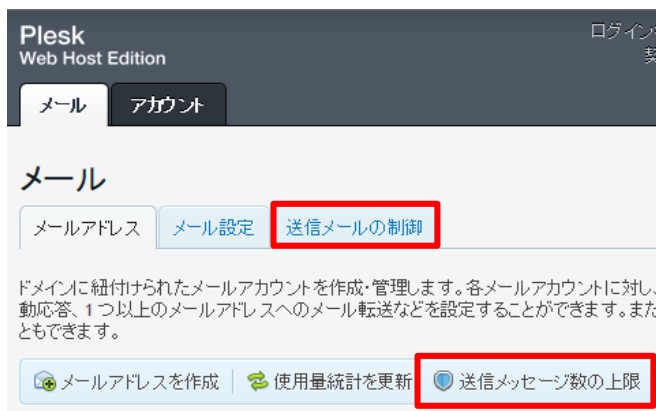 Plesk
Web Host Edition
ログイン
契
メール アカウント
メール
メールアドレス メール設定 送信メールの制御
ドメインに紐付けられたメールアカウントを作成・管理します。各メールアカウントに対し、
動応答、1 つ以上のメールアドレスへのメール転送などを設定することができます。また
ともできます。
メールアドレスを作成 使用量統計を更新 送信メッセージ数の上限